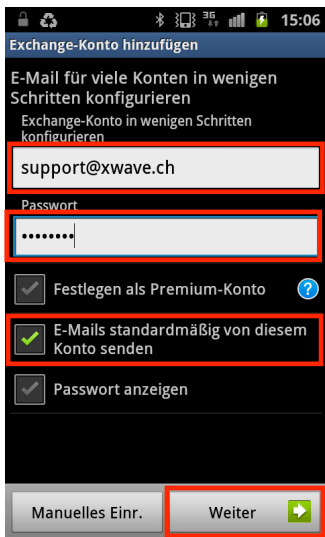 3G 15:06
Exchange-Konto hinzufügen
E-Mail für viele Konten in wenigen
Schritten konfigurieren
Exchange-Konto in wenigen Schritten
konfigurieren
support@xwave.ch
Passwort
••••••••
Festlegen als Premium-Konto ?
E-Mails standardmäßig von diesem
Konto senden
Passwort anzeigen
Manuelles Einr. Weiter